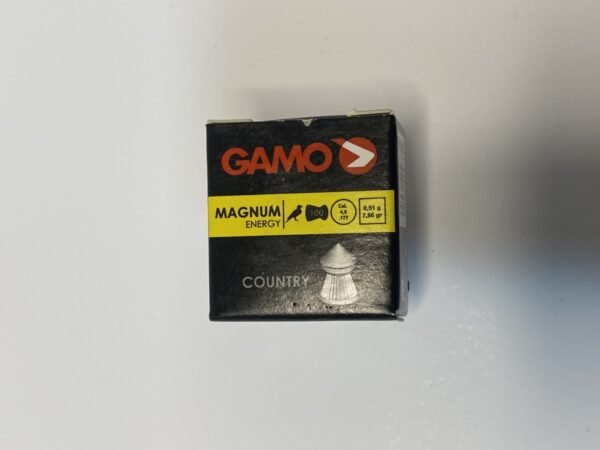 GAMO
MAGNUM
ENERGY
100
Cal.
4,5
.177
0,51 g
7,56 gr
COUNTRY